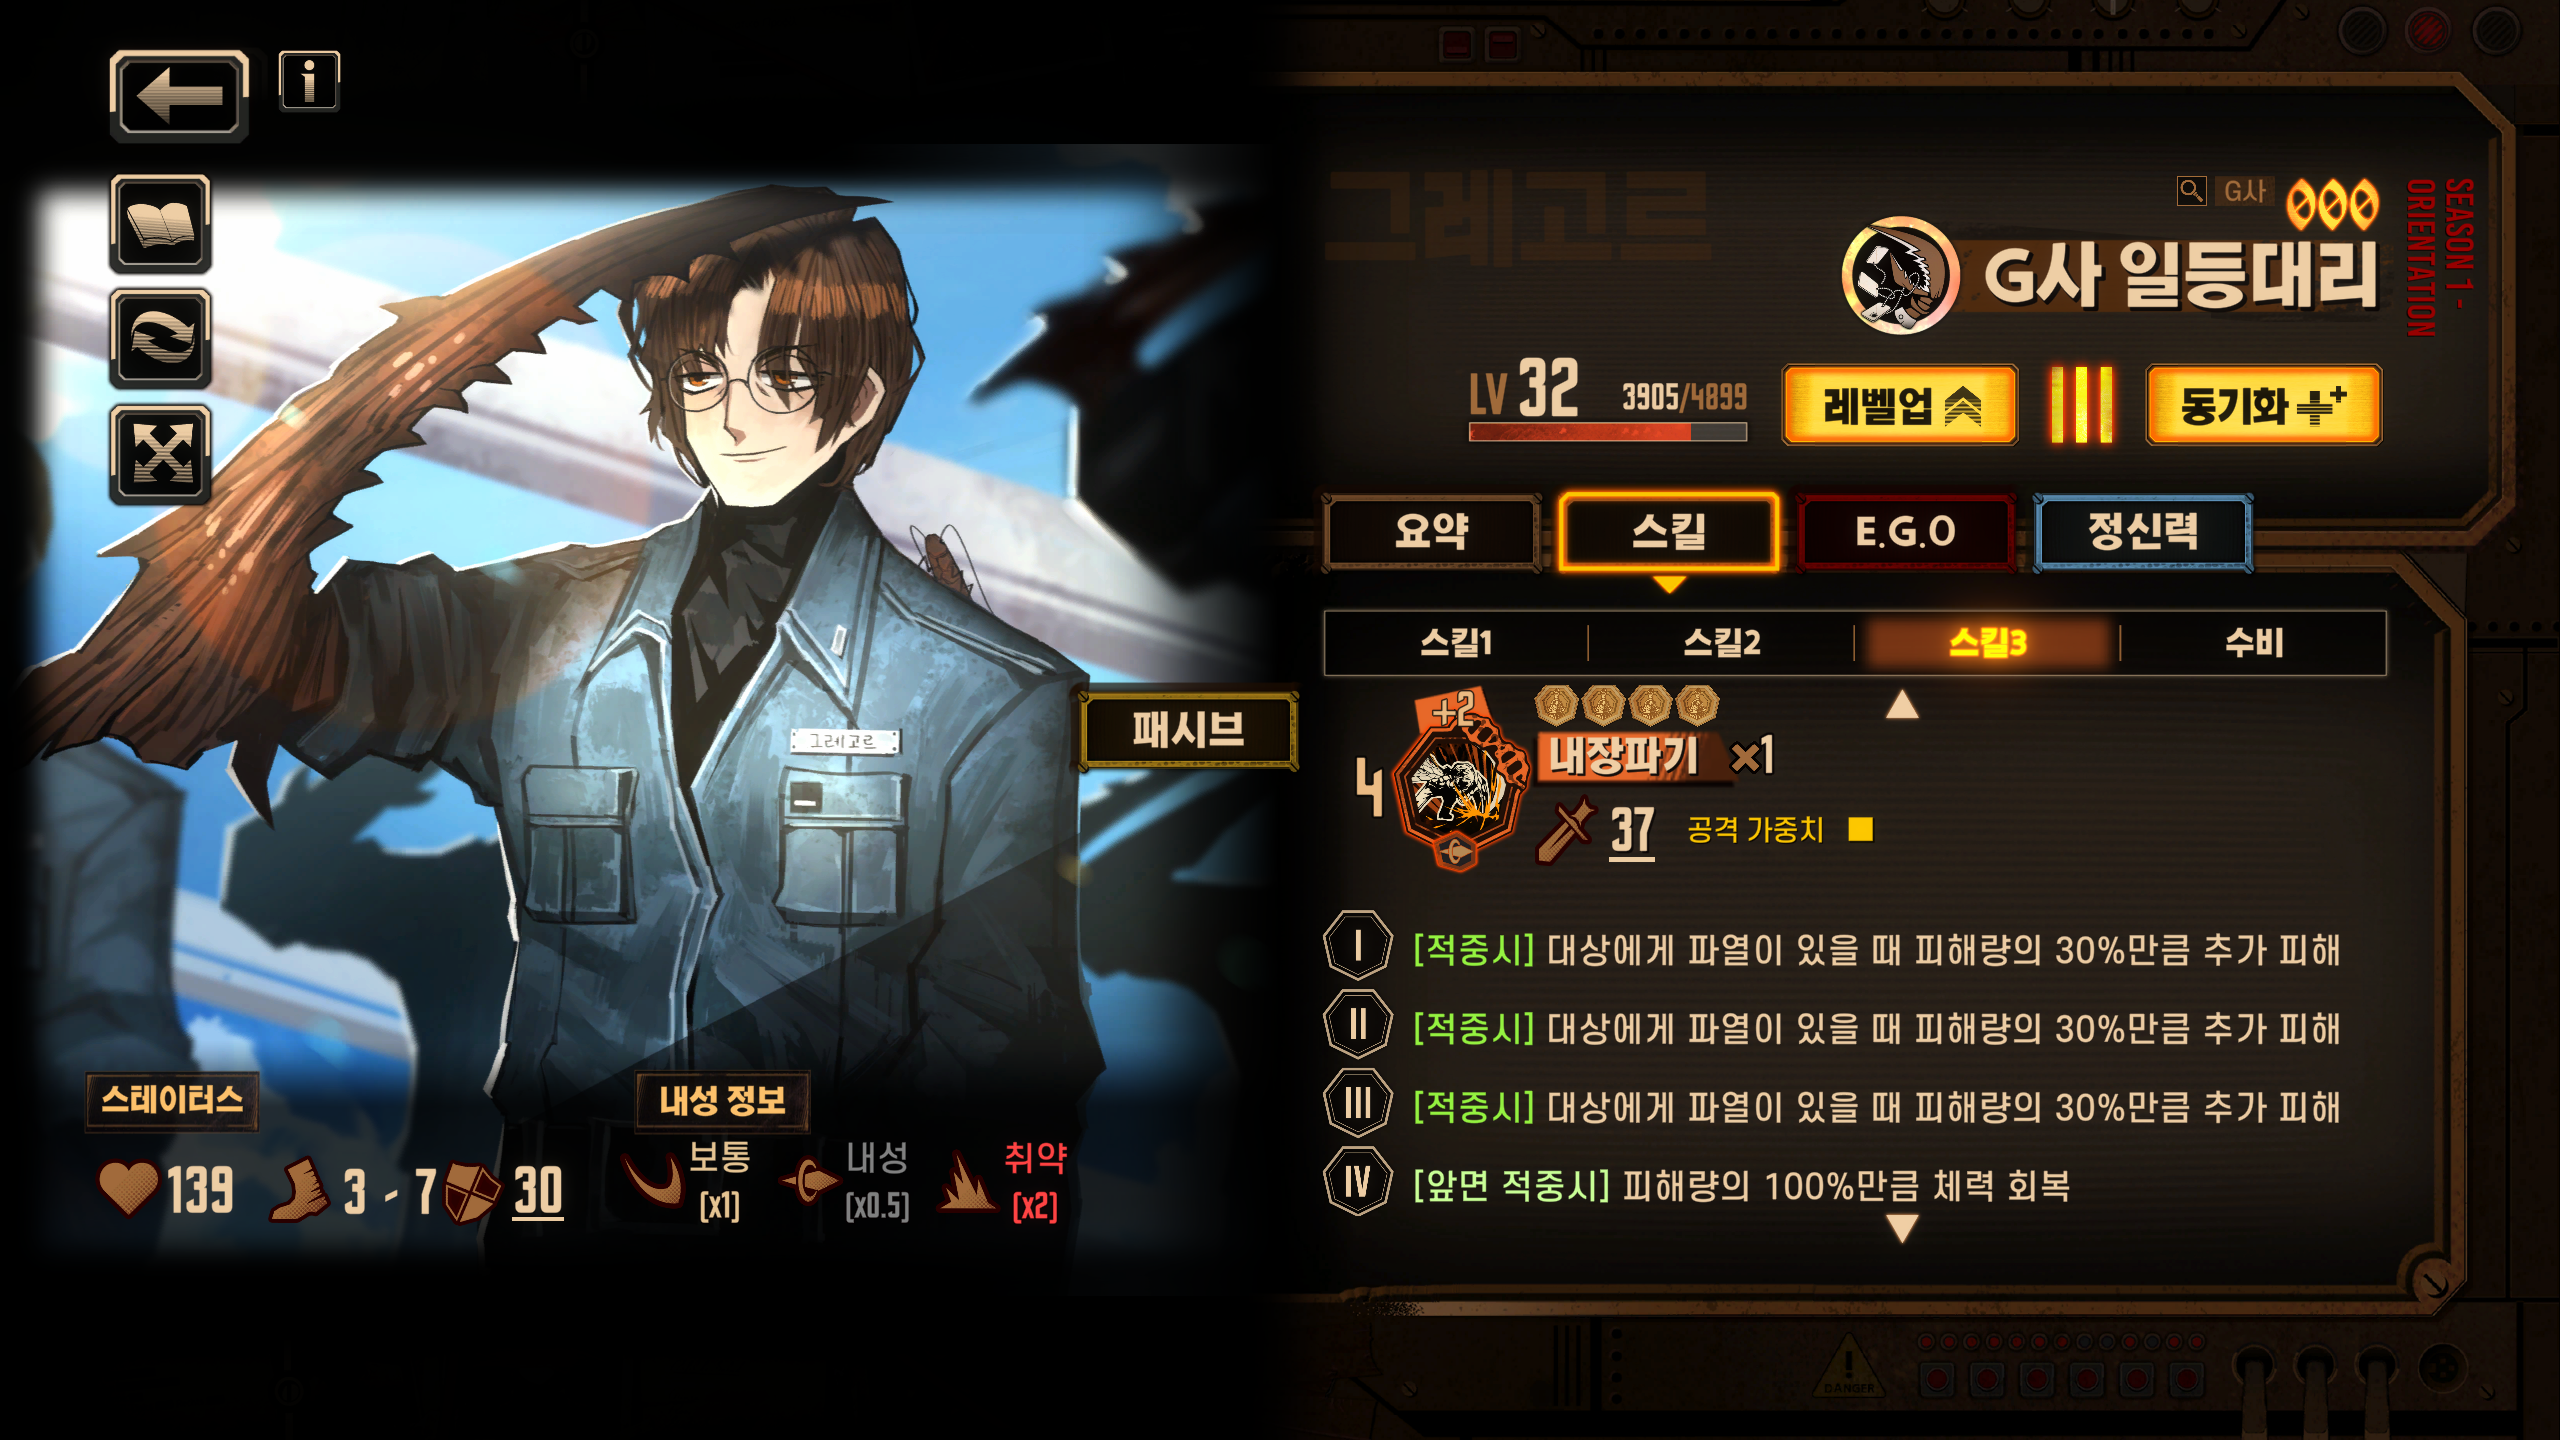 그레고르
G사
G사 일등대리
SEASON 1 -
ORIENTATION
LV 32
3905/4899
레벨업
동기화
요약
스킬
E.G.O
정신력
스킬1
스킬2
스킬3
수비
+2
4
내장파기 ×1
37
공격 가중치
I [적중시] 대상에게 파열이 있을 때 피해량의 30%만큼 추가 피해
II [적중시] 대상에게 파열이 있을 때 피해량의 30%만큼 추가 피해
III [적중시] 대상에게 파열이 있을 때 피해량의 30%만큼 추가 피해
IV [앞면 적중시] 피해량의 100%만큼 체력 회복
그레고르
패시브
스테이터스
139
3 - 7
30
내성 정보
보통
[x1]
내성
[x0.5]
취약
[x2]
DANGER